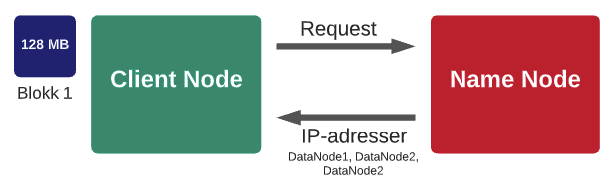 128 MB
Blokk 1
Client Node
Request
IP-adresser
DataNode1, DataNode2,
DataNode2
Name Node